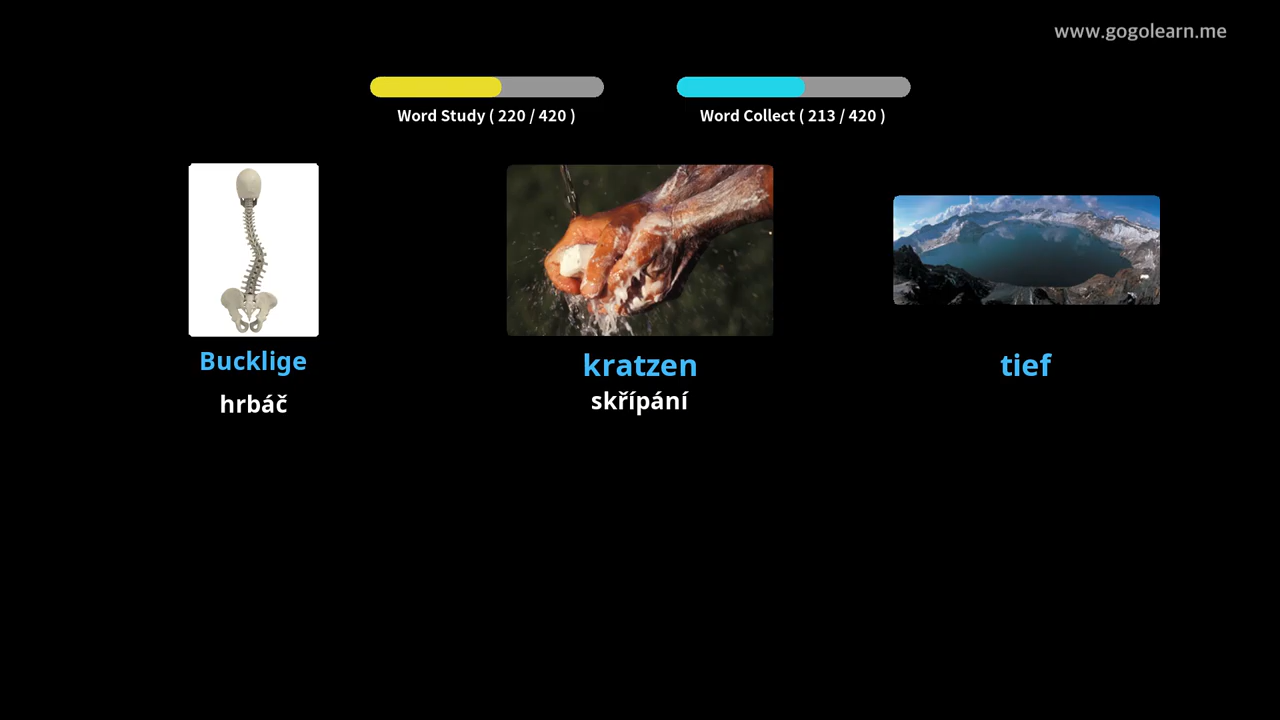 www.gogolearn.me
Word Study ( 220 / 420 )
Word Collect ( 213 / 420 )
Bucklige
hrbáč
kratzen
skřípání
tief